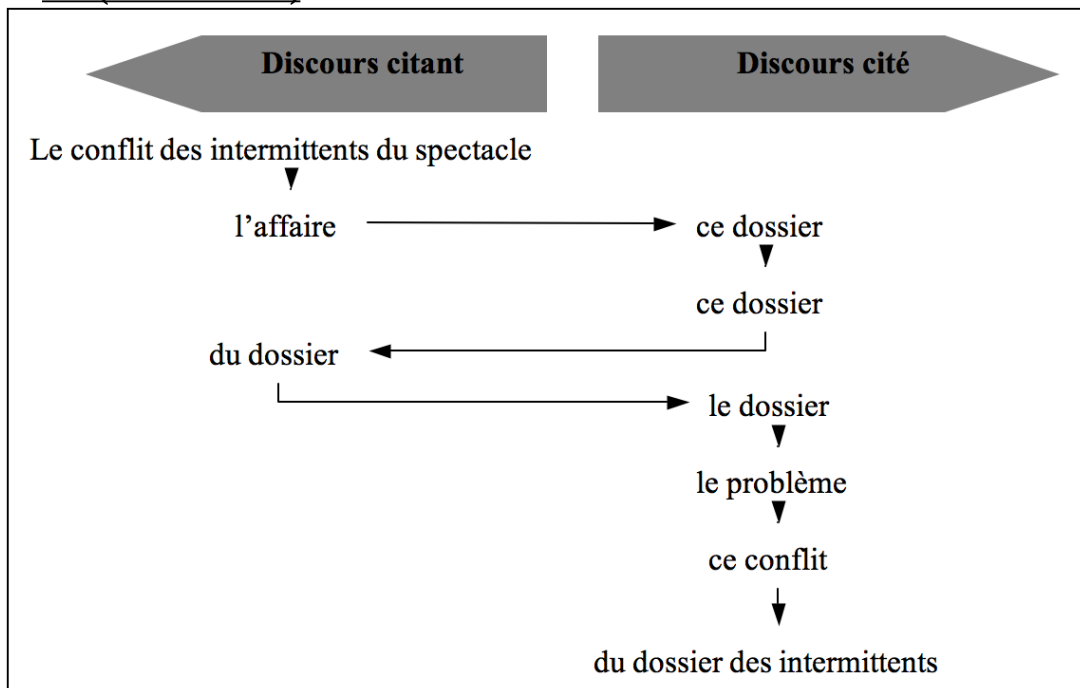 Discours citant Discours cité
Le conflit des intermittents du spectacle
l’affaire ce dossier
ce dossier
du dossier
le dossier
le problème
ce conflit
du dossier des intermittents